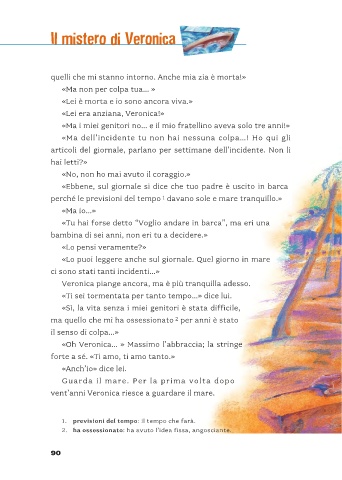 Il mistero di Veronica
quelli che mi stanno intorno. Anche mia zia è morta!»
«Ma non per colpa tua... »
«Lei è morta e io sono ancora viva.»
«Lei era anziana, Veronica!»
«Ma i miei genitori no... e il mio fratellino aveva solo tre anni!»
«Ma dell'incidente tu non hai nessuna colpa...! Ho qui gli
articoli del giornale, parlano per settimane dell'incidente. Non li
hai letti?»
«No, non ho mai avuto il coraggio.»
«Ebbene, sul giornale si dice che tuo padre è uscito in barca
perché le previsioni del tempo 1 davano sole e mare tranquillo.»
«Ma io...»
«Tu hai forse detto "Voglio andare in barca", ma eri una
bambina di sei anni, non eri tu a decidere.»
«Lo pensi veramente?»
«Lo puoi leggere anche sul giornale. Quel giorno in mare
ci sono stati tanti incidenti...»
Veronica piange ancora, ma è più tranquilla adesso.
«Ti sei tormentata per tanto tempo...» dice lui.
«Sì, la vita senza i miei genitori è stata difficile,
ma quello che mi ha ossessionato 2 per anni è stato
il senso di colpa...»
«Oh Veronica... » Massimo l'abbraccia; la stringe
forte a sé. «Ti amo, ti amo tanto.»
«Anch'io» dice lei.
Guarda il mare. Per la prima volta dopo
vent'anni Veronica riesce a guardare il mare.
1. previsioni del tempo: il tempo che farà.
2. ha ossessionato: ha avuto l'idea fissa, angosciante.
90